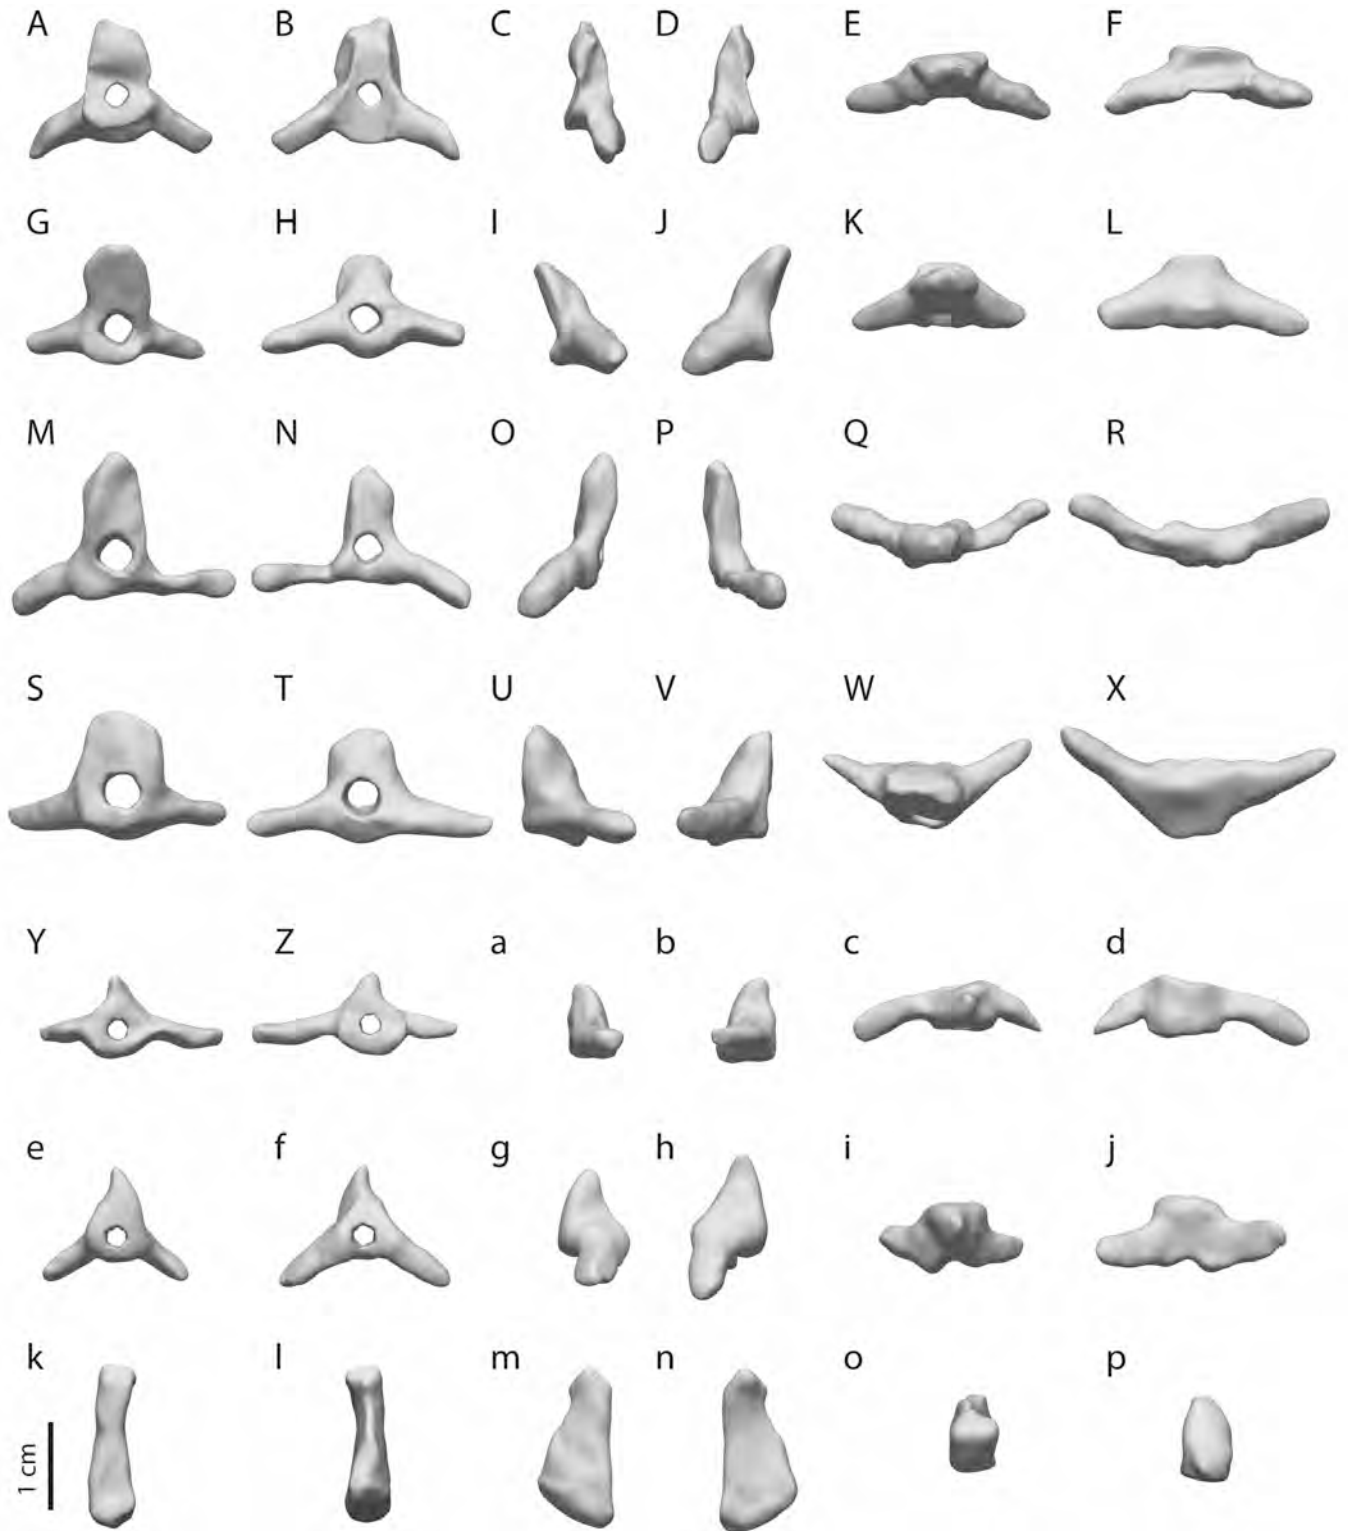 A B C D E F
G H I J K L
M N O P Q R
S T U V W X
Y Z a b c d
e f g h i j
k l m n o p
1 cm